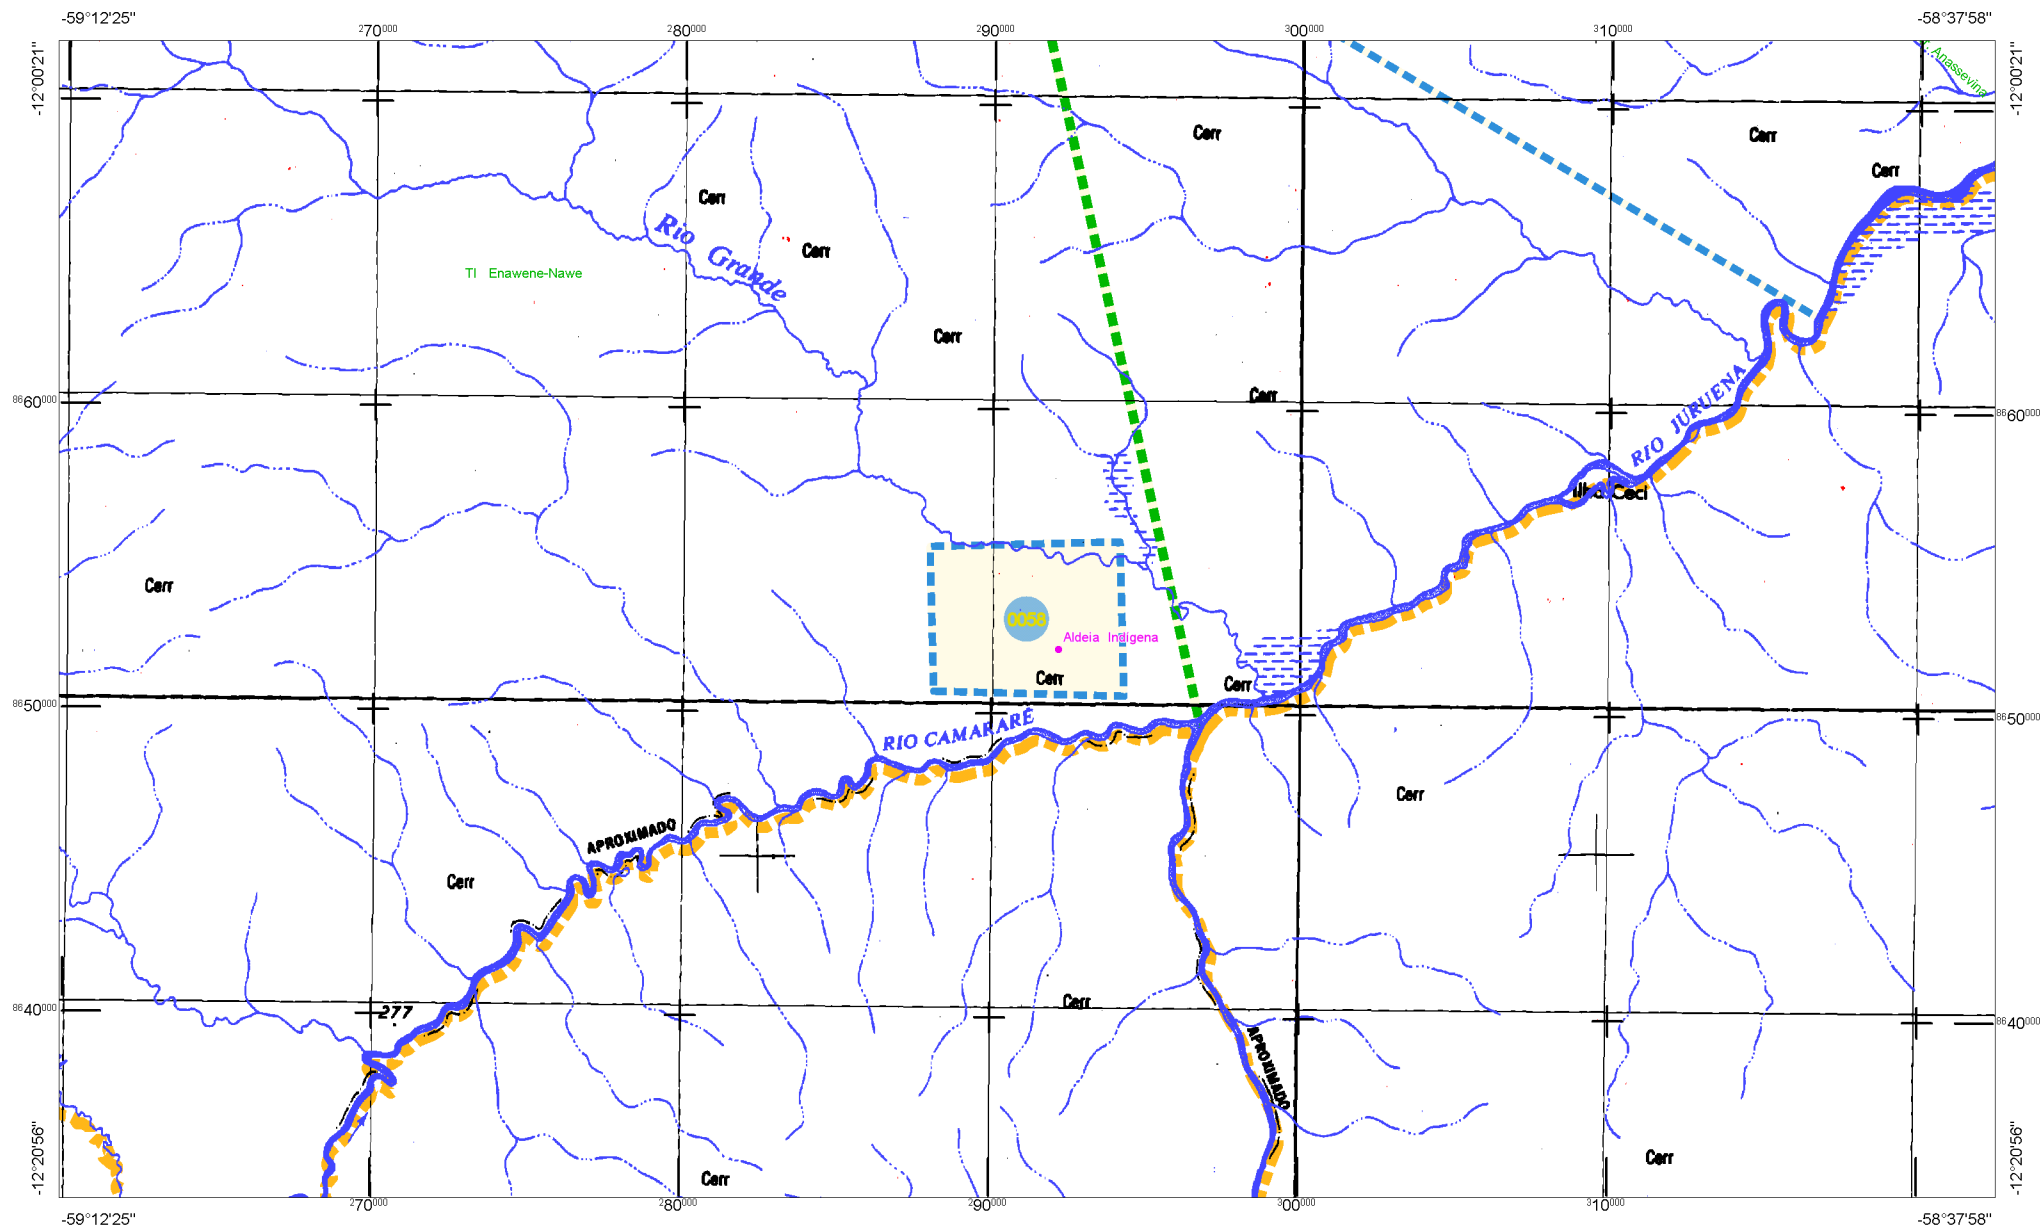 -59°12'25" -58°37'58"
270000 280000 290000 300000 310000
-12°00'21" -12°00'21"
Anassevina
Cerr Cerr
Cerr
Cerr
Rio Grande
Cerr
TI Enawene-Nawe
Cerr
Cerr
8660000 8660000
RIO JURUENA
Ilha Ceci
Cerr
0058
Aldeia Indígena
Cerr Cerr
8650000 8650000
RIO CAMARARÉ
Cerr
APROXIMADO
Cerr
Cerr
8640000 8640000
277
APROXIMADO
-12°20'56" -12°20'56"
Cerr
Cerr
270000 280000 290000 300000 310000
-59°12'25" -58°37'58"